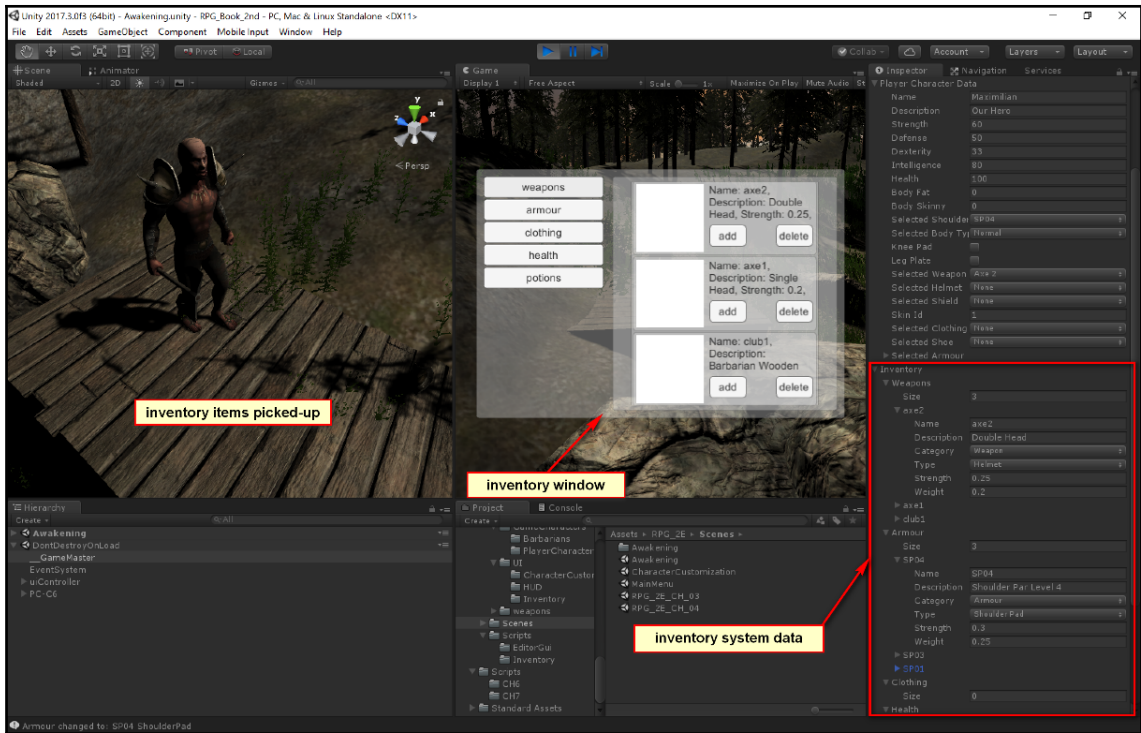 Unity 2017.3.0f3 (64bit) - Awakening.unity - RPG_Book_2nd - PC, Mac & Linux Standalone <DX11>
File Edit Assets GameObject Component Mobile Input Window Help
Pivot Local Collab Account Layers Layout
Scene Animator
Shaded 2D Gizmos All
y
x
z
Persp
inventory items picked-up
Game
Display 1 Free Aspect Scale 1x Maximize On Play Mute Audio St
weapons
armour
clothing
health
potions
Name: axe2,
Description: Double
Head, Strength: 0.25,
add delete
Name: axe1,
Description: Single
Head, Strength: 0.2,
add delete
Name: club1,
Description:
Barbarian Wooden
add delete
inventory window
Inspector Navigation Services
Player Character Data
Name Maximilian
Description Our Hero
Strength 60
Defense 50
Dexterity 33
Intelligence 80
Health 100
Body Fat 0
Body Skinny 0
Selected Shoulder SP04
Selected Body Typ Normal
Knee Pad
Leg Plate
Selected Weapon Axe 2
Selected Helmet None
Selected Shield None
Skin Id 1
Selected Clothing None
Selected Shoe None
Selected Armour
Inventory
Weapons
Size 3
axe2
Name axe2
Description Double Head
Category Weapon
Type Helmet
Strength 0.25
Weight 0.2
axe1
club1
Armour
Size 3
SP04
Name SP04
Description Shoulder Par Level 4
Category Armour
Type Shoulder Pad
Strength 0.3
Weight 0.25
SP03
SP01
Clothing
Size 0
Health
Hierarchy
Create All
Awakening
DontDestroyOnLoad
__GameMaster
EventSystem
uiController
PC-C6
Project Console
Create
GameCharacters
Barbarians
PlayerCharacter
UI
CharacterCustor
HUD
Inventory
weapons
Scenes
Scripts
EditorGui
Inventory
Scripts
CH6
CH7
Standard Assets
Assets RPG_2E Scenes
Awakening
Awakening
CharacterCustomization
MainMenu
RPG_2E_CH_03
RPG_2E_CH_04
inventory system data
Armour changed to: SP04 ShoulderPad